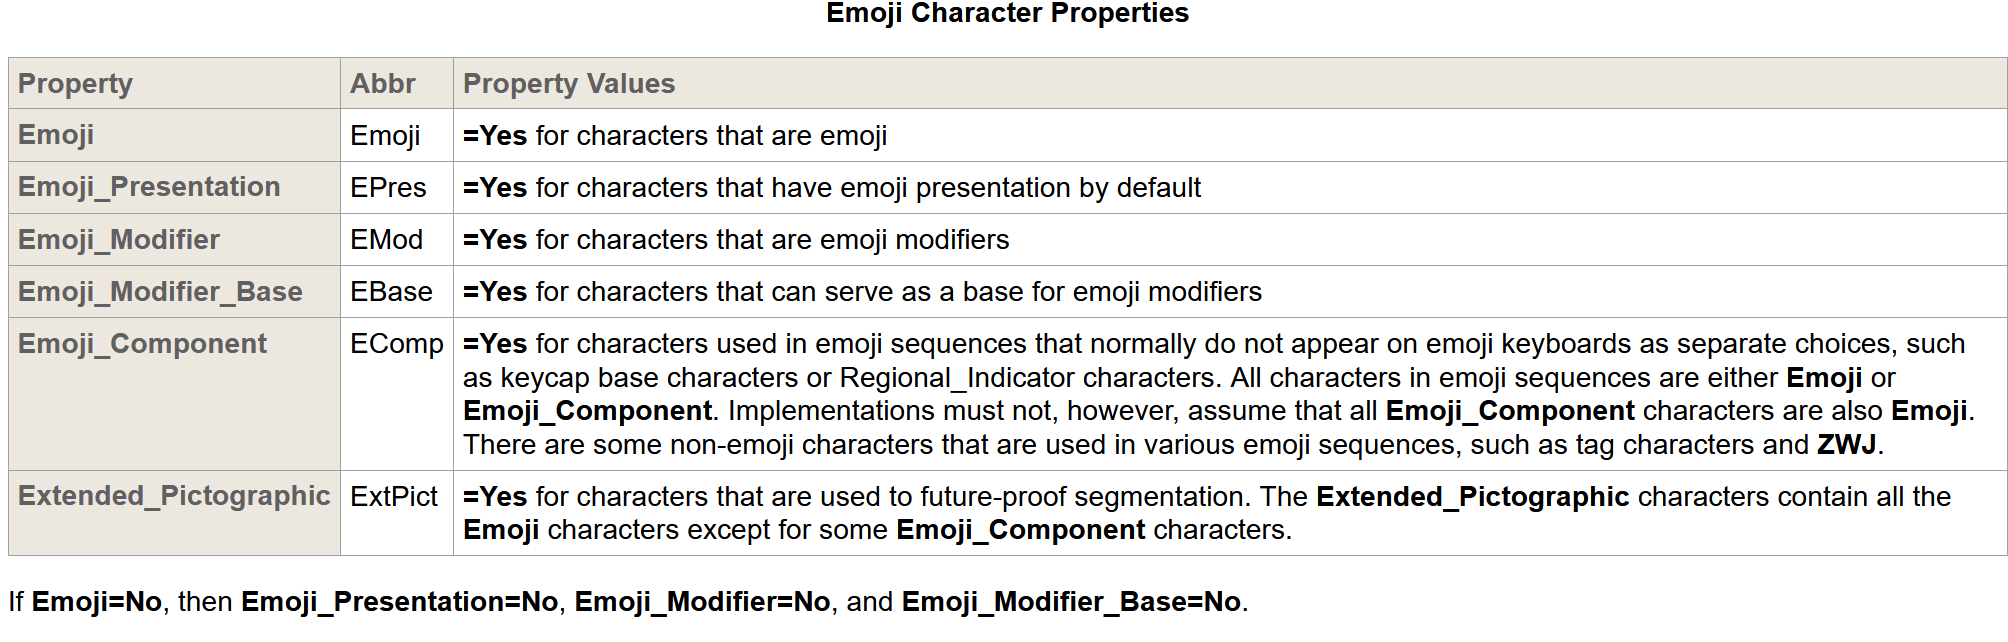 Emoji Character Properties
Property Abbr Property Values
Emoji Emoji =Yes for characters that are emoji
Emoji_Presentation EPres =Yes for characters that have emoji presentation by default
Emoji_Modifier EMod =Yes for characters that are emoji modifiers
Emoji_Modifier_Base EBase =Yes for characters that can serve as a base for emoji modifiers
Emoji_Component EComp =Yes for characters used in emoji sequences that normally do not appear on emoji keyboards as separate choices, such
as keycap base characters or Regional_Indicator characters. All characters in emoji sequences are either Emoji or
Emoji_Component. Implementations must not, however, assume that all Emoji_Component characters are also Emoji.
There are some non-emoji characters that are used in various emoji sequences, such as tag characters and ZWJ.
Extended_Pictographic ExtPict =Yes for characters that are used to future-proof segmentation. The Extended_Pictographic characters contain all the
Emoji characters except for some Emoji_Component characters.
If Emoji=No, then Emoji_Presentation=No, Emoji_Modifier=No, and Emoji_Modifier_Base=No.